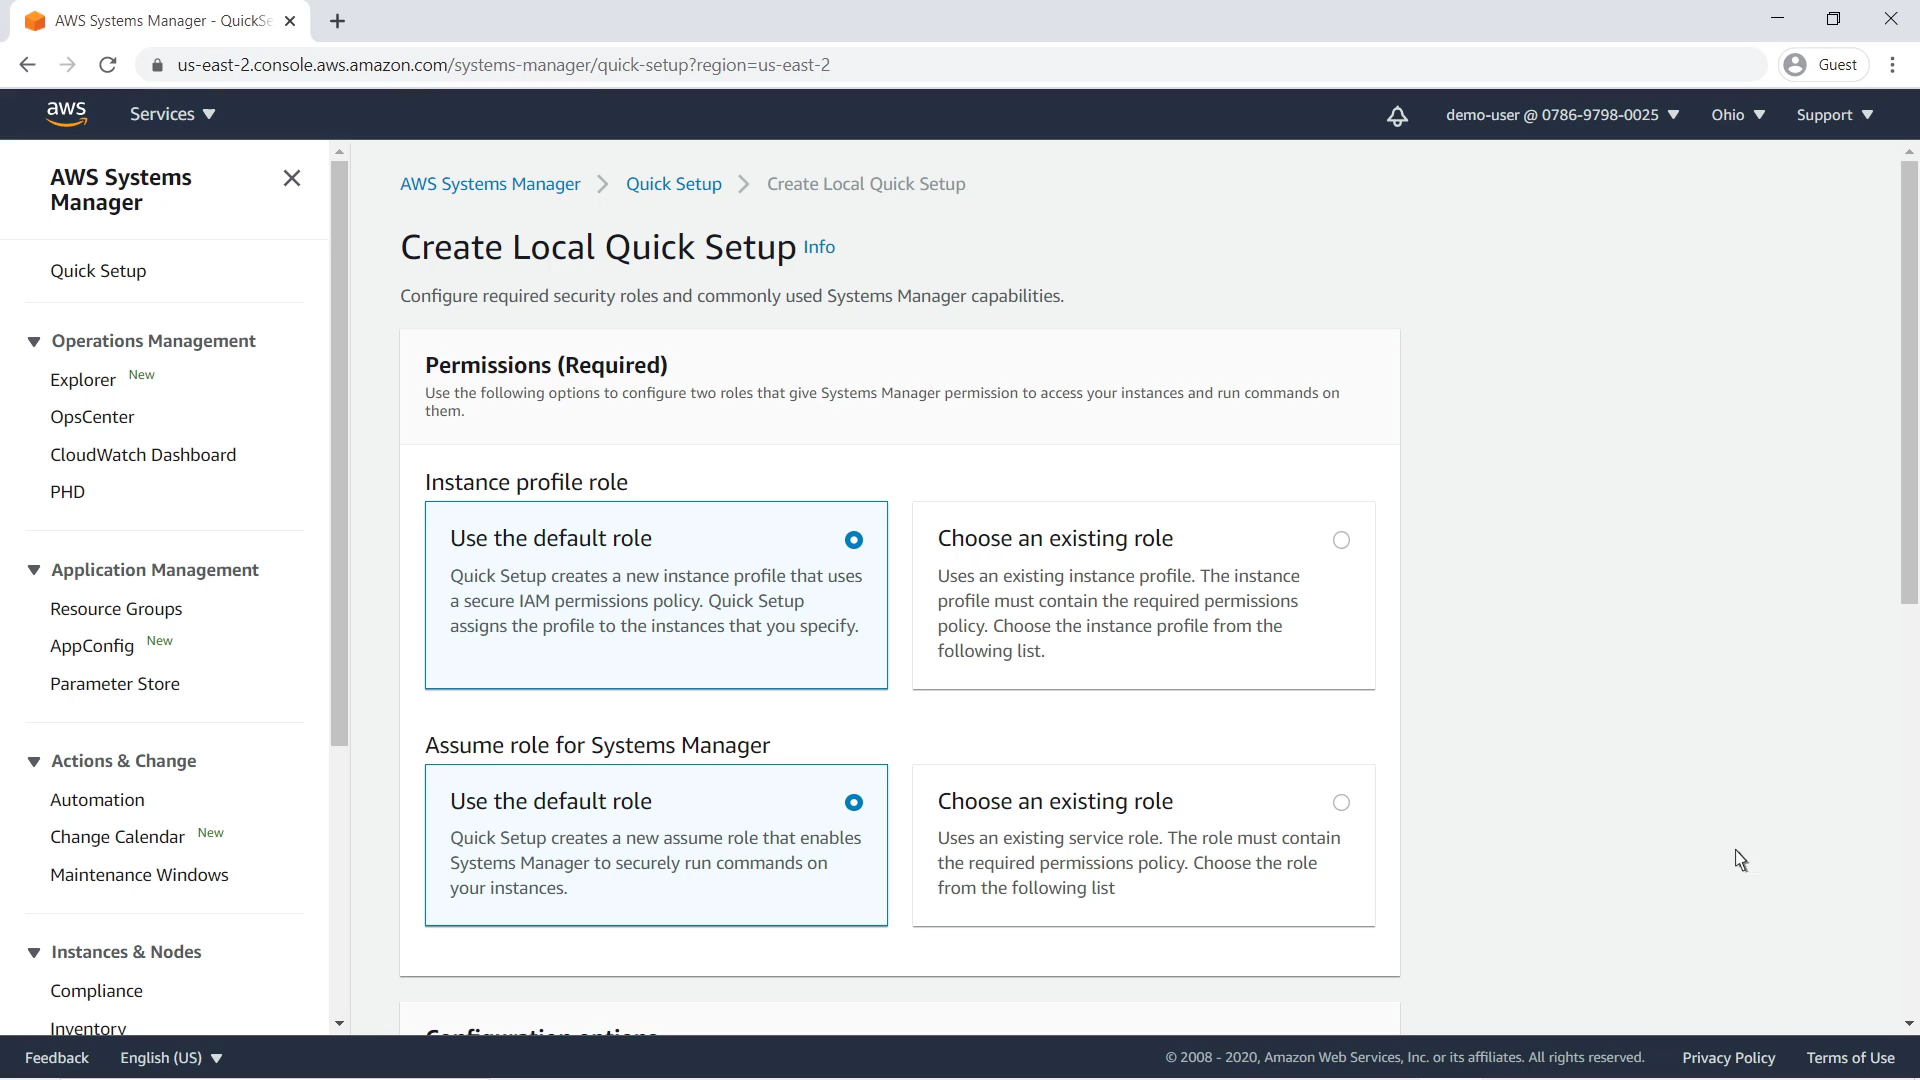 AWS Systems Manager - QuickSe
us-east-2.console.aws.amazon.com/systems-manager/quick-setup?region=us-east-2
Guest
aws
Services
demo-user @ 0786-9798-0025
Ohio
Support
AWS Systems
Manager
Quick Setup
Operations Management
Explorer New
OpsCenter
CloudWatch Dashboard
PHD
Application Management
Resource Groups
AppConfig New
Parameter Store
Actions & Change
Automation
Change Calendar New
Maintenance Windows
Instances & Nodes
Compliance
Inventory
AWS Systems Manager
Quick Setup
Create Local Quick Setup
Create Local Quick Setup Info
Configure required security roles and commonly used Systems Manager capabilities.
Permissions (Required)
Use the following options to configure two roles that give Systems Manager permission to access your instances and run commands on
them.
Instance profile role
Use the default role
Quick Setup creates a new instance profile that uses
a secure IAM permissions policy. Quick Setup
assigns the profile to the instances that you specify.
Choose an existing role
Uses an existing instance profile. The instance
profile must contain the required permissions
policy. Choose the instance profile from the
following list.
Assume role for Systems Manager
Use the default role
Quick Setup creates a new assume role that enables
Systems Manager to securely run commands on
your instances.
Choose an existing role
Uses an existing service role. The role must contain
the required permissions policy. Choose the role
from the following list
Configuration options
Feedback
English (US)
© 2008 - 2020, Amazon Web Services, Inc. or its affiliates. All rights reserved.
Privacy Policy
Terms of Use